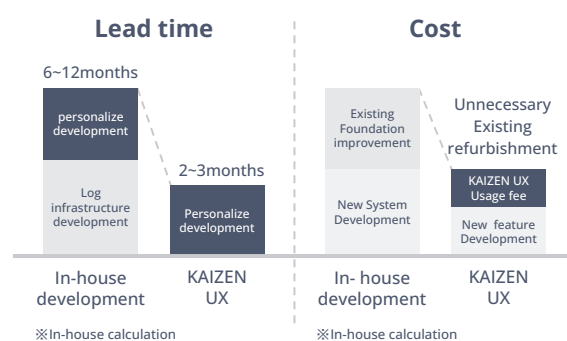 Lead time
6~12months
personalize
development
Log
infrastructure
development
2~3months
Personalize
development
In-house
development
KAIZEN
UX
※In-house calculation
Cost
Existing
Foundation
improvement
New System
Development
Unnecessary
Existing
refurbishment
KAIZEN UX
Usage fee
New feature
Development
In- house
development
KAIZEN
UX
※In-house calculation